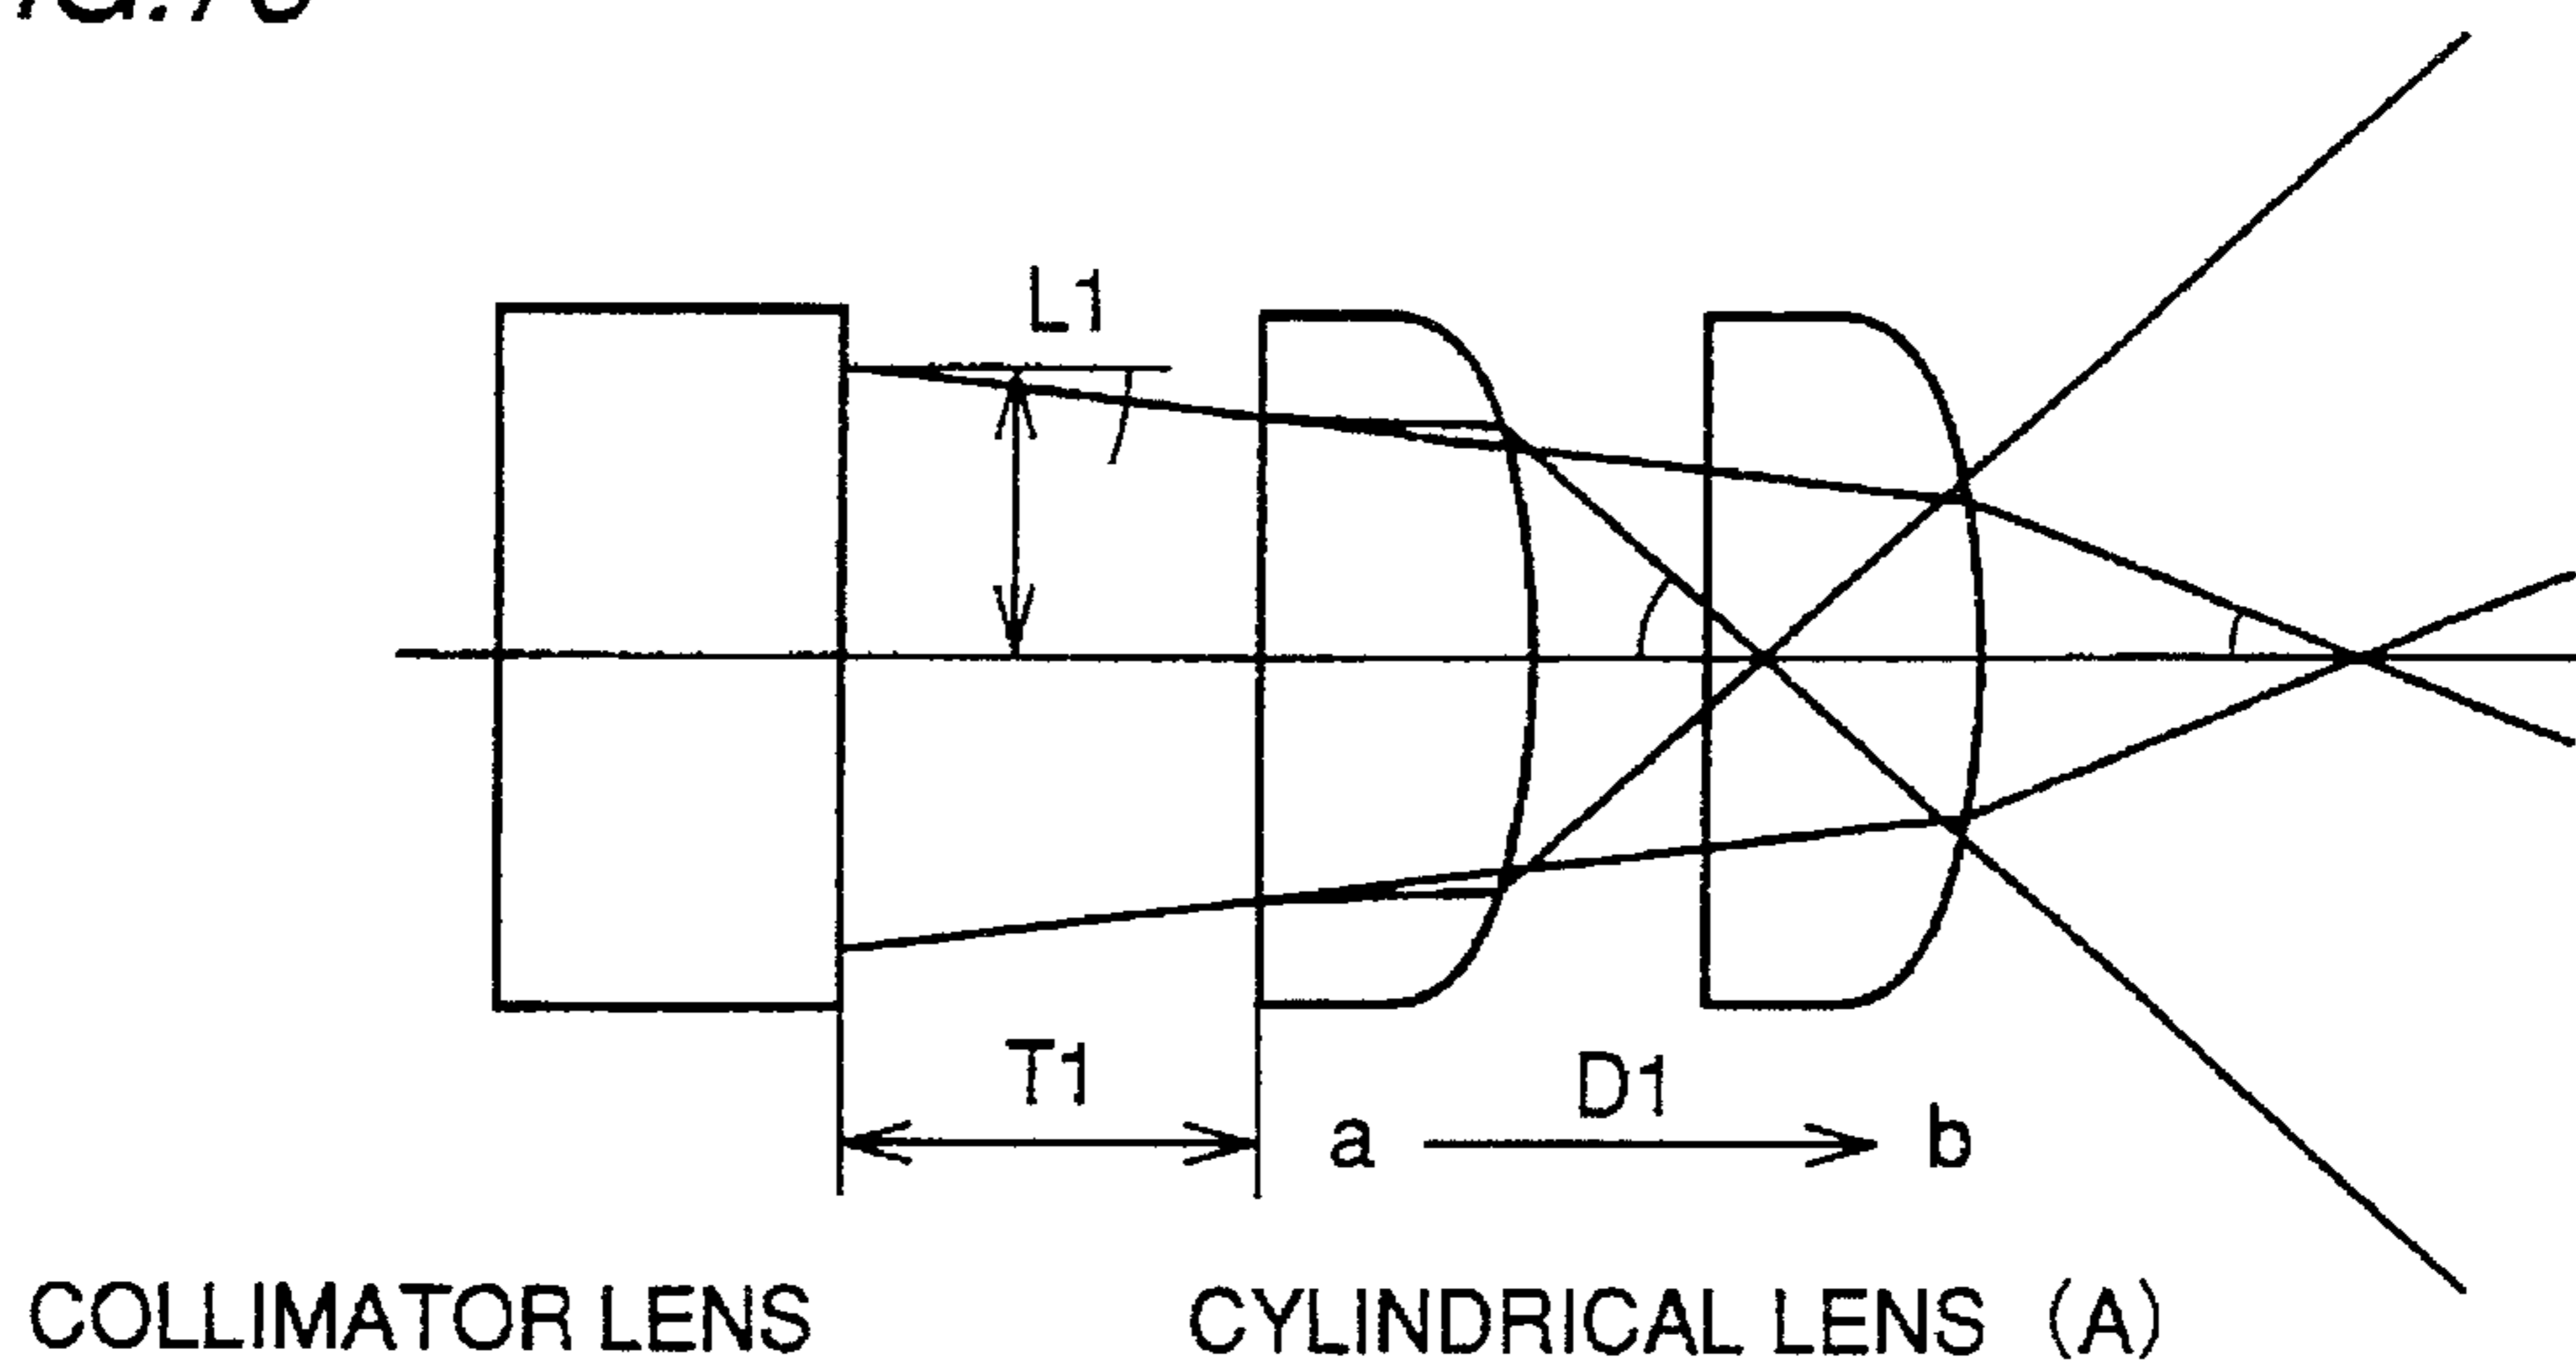 L1
T1
D1
a
b
COLLIMATOR LENS
CYLINDRICAL LENS (A)